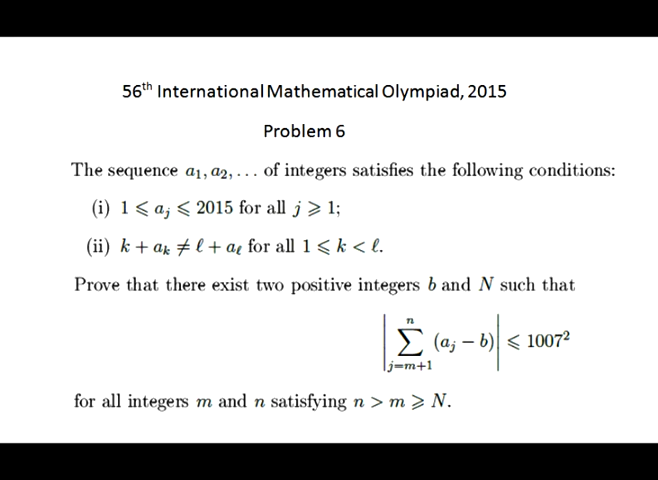 56th International Mathematical Olympiad, 2015
Problem 6
The sequence a₁, a₂, ... of integers satisfies the following conditions:
(i) 1 ⩽ aⱼ ⩽ 2015 for all j ⩾ 1;
(ii) k + aₖ ≠ ℓ + aℓ for all 1 ⩽ k < ℓ.
Prove that there exist two positive integers b and N such that
|∑_{j=m+1}^{n} (aⱼ − b)| ⩽ 1007²
for all integers m and n satisfying n > m ⩾ N.